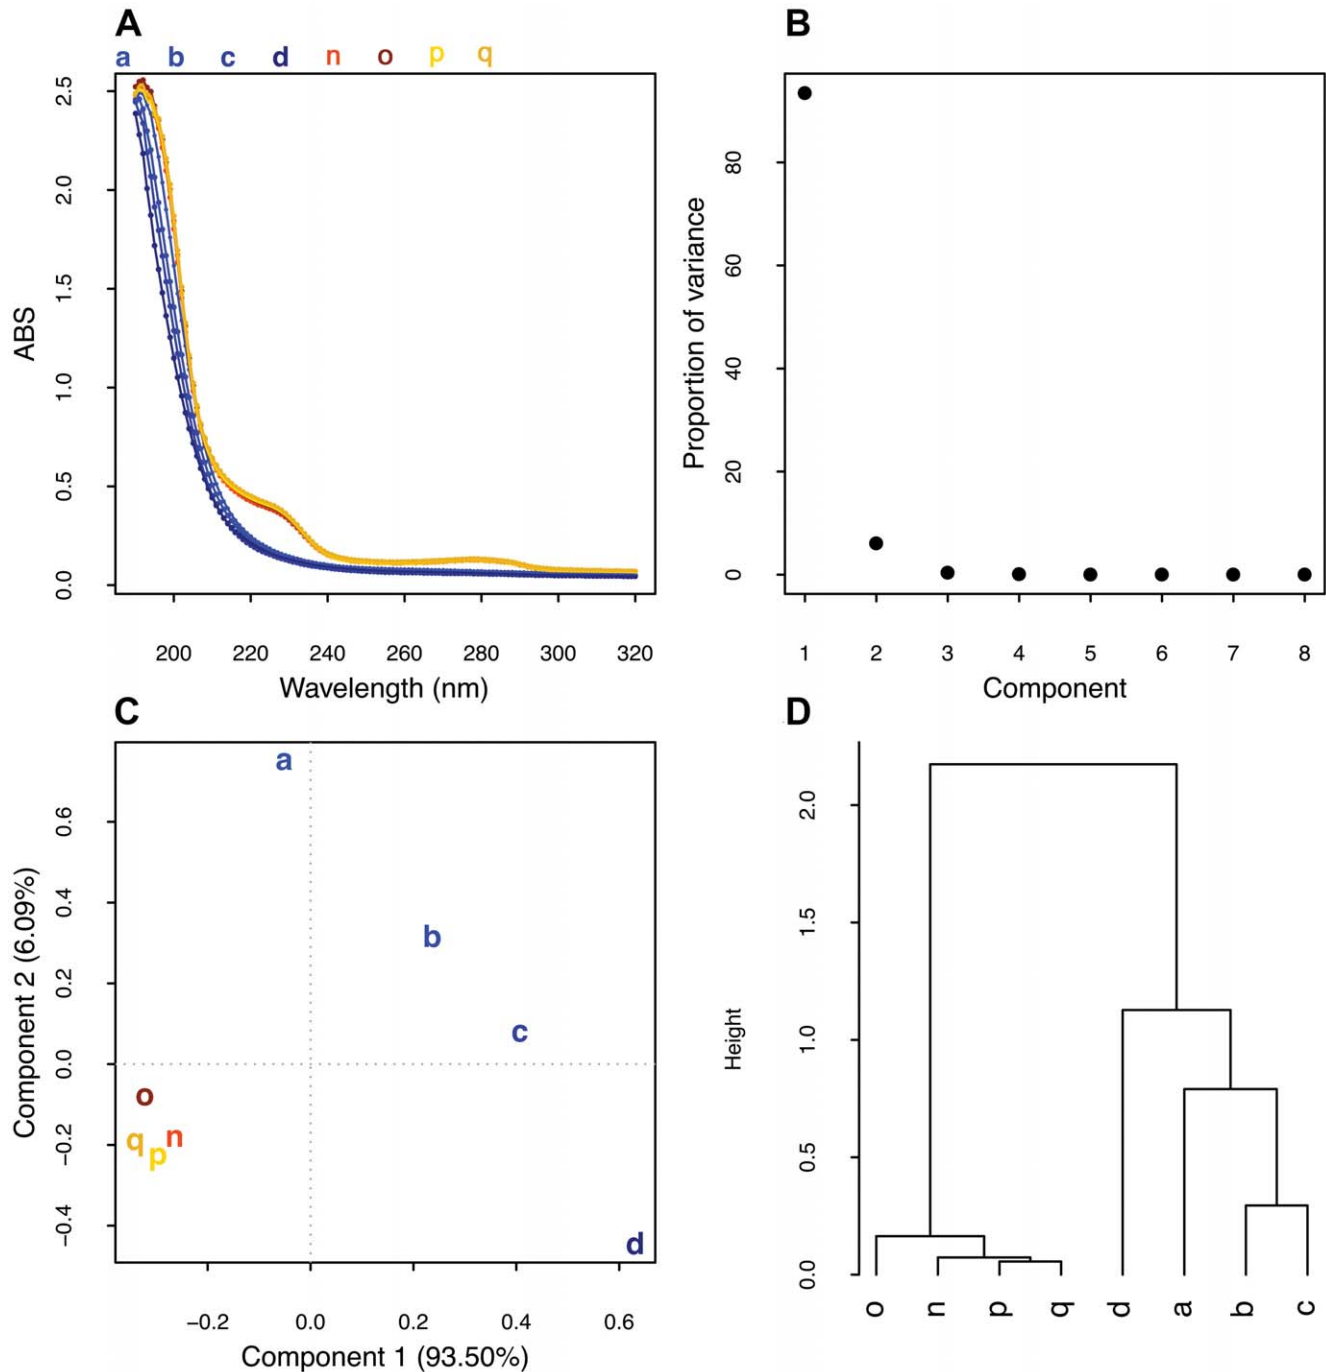 A
a b c d n o p q
ABS
2.5
2.0
1.5
1.0
0.5
0.0
200 220 240 260 280 300 320
Wavelength (nm)
B
Proportion of variance
80
60
40
20
0
1 2 3 4 5 6 7 8
Component
C
Component 2 (6.09%)
0.6
0.4
0.2
0.0
−0.2
−0.4
a
b
c
o
q p n
d
−0.2 0.0 0.2 0.4 0.6
Component 1 (93.50%)
D
Height
2.0
1.5
1.0
0.5
0.0
o n p q d a b c